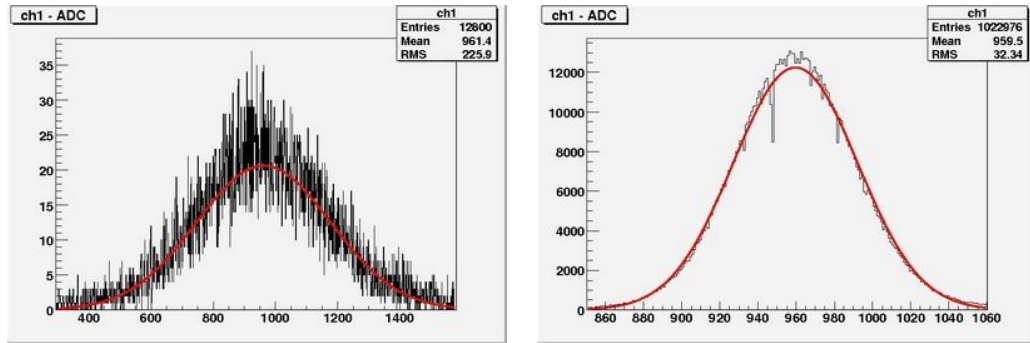 ch1 - ADC
ch1
Entries 12800
Mean 961.4
RMS 225.9
35
30
25
20
15
10
5
0
400 600 800 1000 1200 1400
ch1 - ADC
ch1
Entries 1022976
Mean 959.5
RMS 32.34
12000
10000
8000
6000
4000
2000
0
860 880 900 920 940 960 980 1000 1020 1040 1060